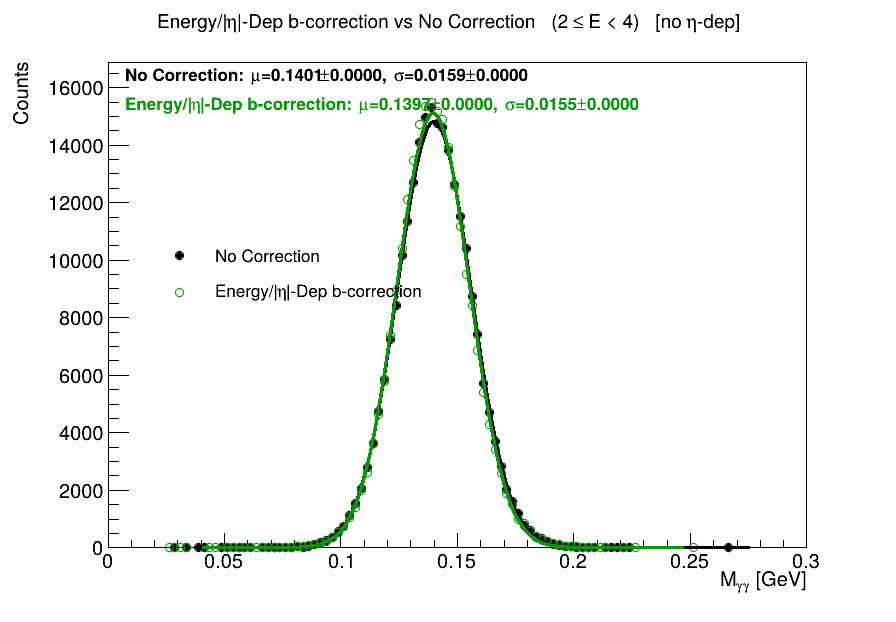 Energy/|η|-Dep b-correction vs No Correction (2 ≤ E < 4) [no η-dep]
Counts
No Correction: μ=0.1401±0.0000, σ=0.0159±0.0000
Energy/|η|-Dep b-correction: μ=0.1397±0.0000, σ=0.0155±0.0000
16000
14000
12000
10000
8000
6000
4000
2000
0
No Correction
Energy/|η|-Dep b-correction
0 0.05 0.1 0.15 0.2 0.25 0.3
Mγγ [GeV]